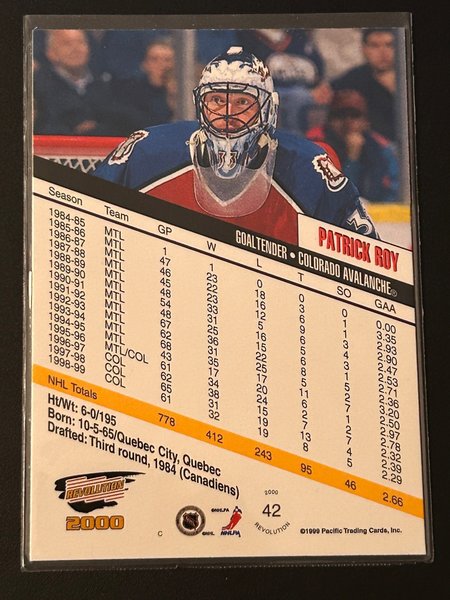 PATRICK ROY
GOALTENDER • COLORADO AVALANCHE®
Season Team GP W L T SO GAA
1984-85 MTL 1 1 0 0 0 0.00
1985-86 MTL 47 23 18 3 1 3.35
1986-87 MTL 46 22 16 6 1 2.93
1987-88 MTL 45 23 12 9 3 2.90
1988-89 MTL 48 33 5 6 4 2.47
1989-90 MTL 54 31 16 5 3 2.53
1990-91 MTL 48 25 15 6 1 2.71
1991-92 MTL 67 36 22 8 5 2.36
1992-93 MTL 62 31 25 5 2 3.20
1993-94 MTL 68 35 17 11 7 2.50
1994-95 MTL 43 17 20 6 1 2.97
1995-96 MTL/COL 61 34 24 2 2 2.78
1996-97 COL 62 38 15 7 7 2.32
1997-98 COL 65 31 19 13 4 2.39
1998-99 COL 61 32 19 8 5 2.29
NHL Totals 778 412 243 95 46 2.66
Ht/Wt: 6-0/195
Born: 10-5-65/Quebec City, Quebec
Drafted: Third round, 1984 (Canadiens)
REVOLUTION
2000
C
NHL
©NHL
©NHLPA
NHLPA
2000
42
REVOLUTION
©1999 Pacific Trading Cards, Inc.